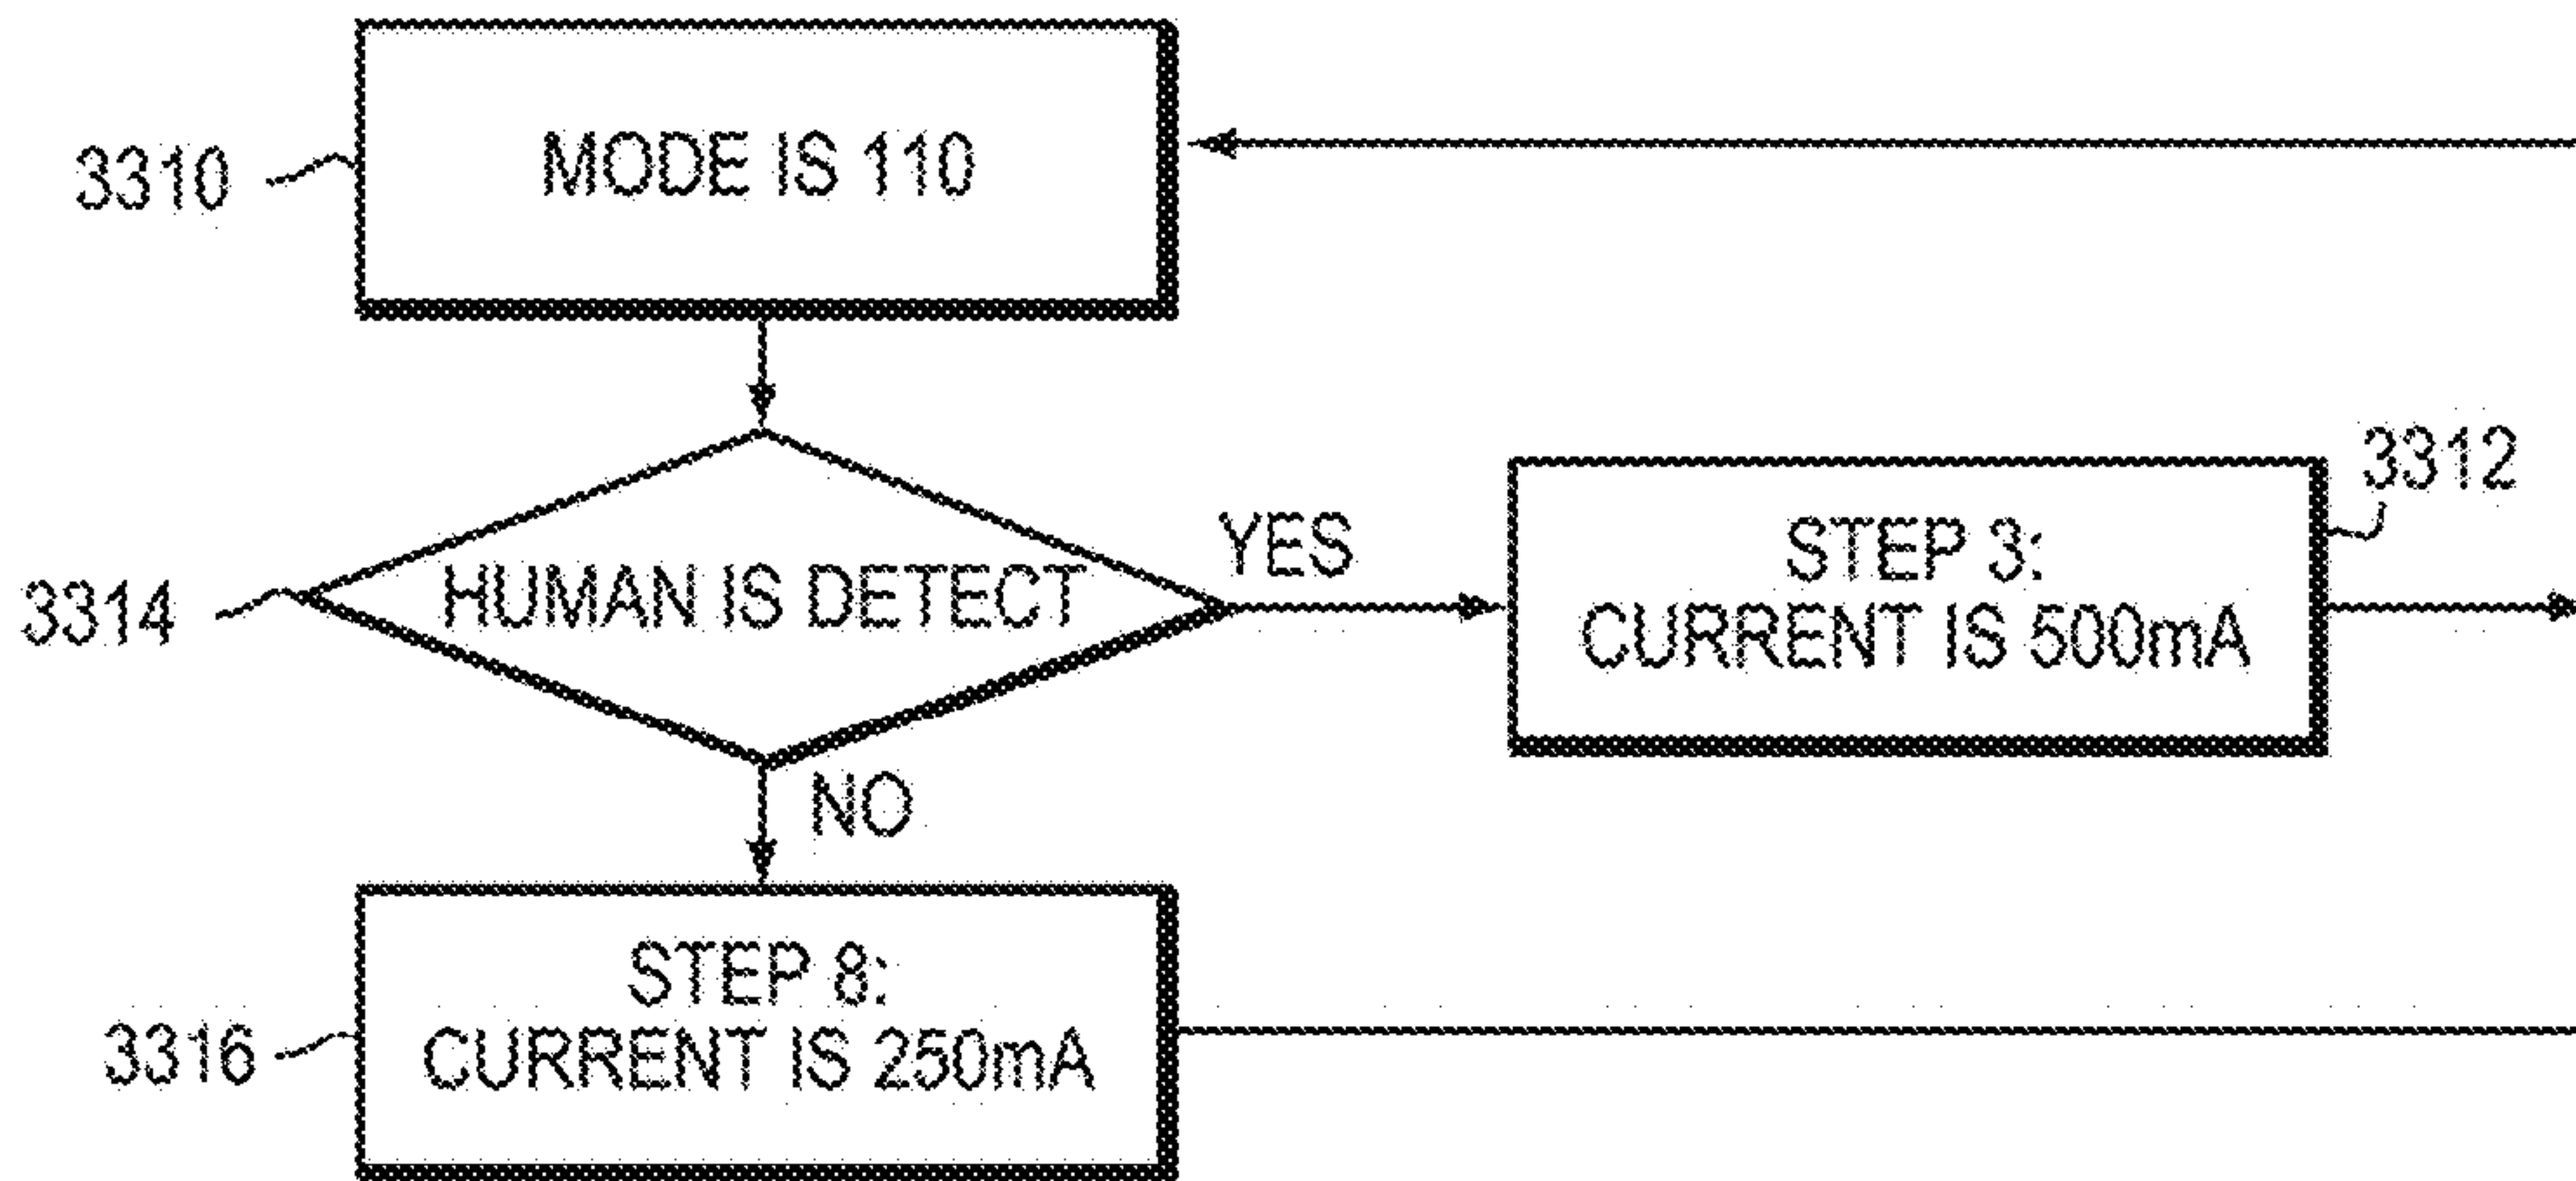 3310
MODE IS 110
3314
HUMAN IS DETECT
YES
STEP 3:
CURRENT IS 500mA
3312
NO
3316
STEP 8:
CURRENT IS 250mA